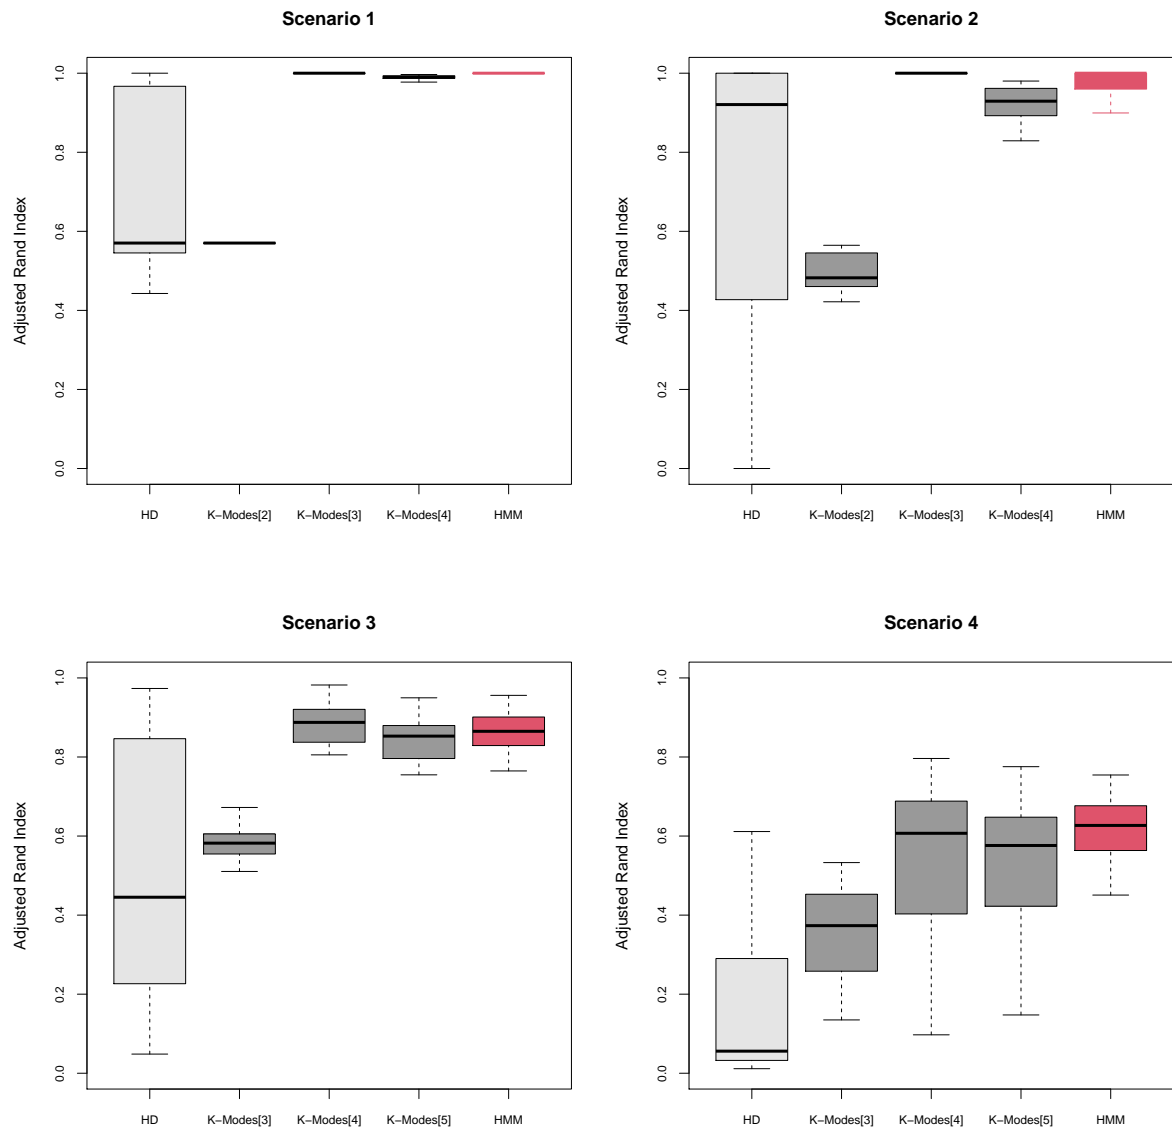 Scenario 1
Adjusted Rand Index
1.0
0.8
0.6
0.4
0.2
0.0
HD K−Modes[2] K−Modes[3] K−Modes[4] HMM
Scenario 2
Adjusted Rand Index
1.0
0.8
0.6
0.4
0.2
0.0
HD K−Modes[2] K−Modes[3] K−Modes[4] HMM
Scenario 3
Adjusted Rand Index
1.0
0.8
0.6
0.4
0.2
0.0
HD K−Modes[3] K−Modes[4] K−Modes[5] HMM
Scenario 4
Adjusted Rand Index
1.0
0.8
0.6
0.4
0.2
0.0
HD K−Modes[3] K−Modes[4] K−Modes[5] HMM